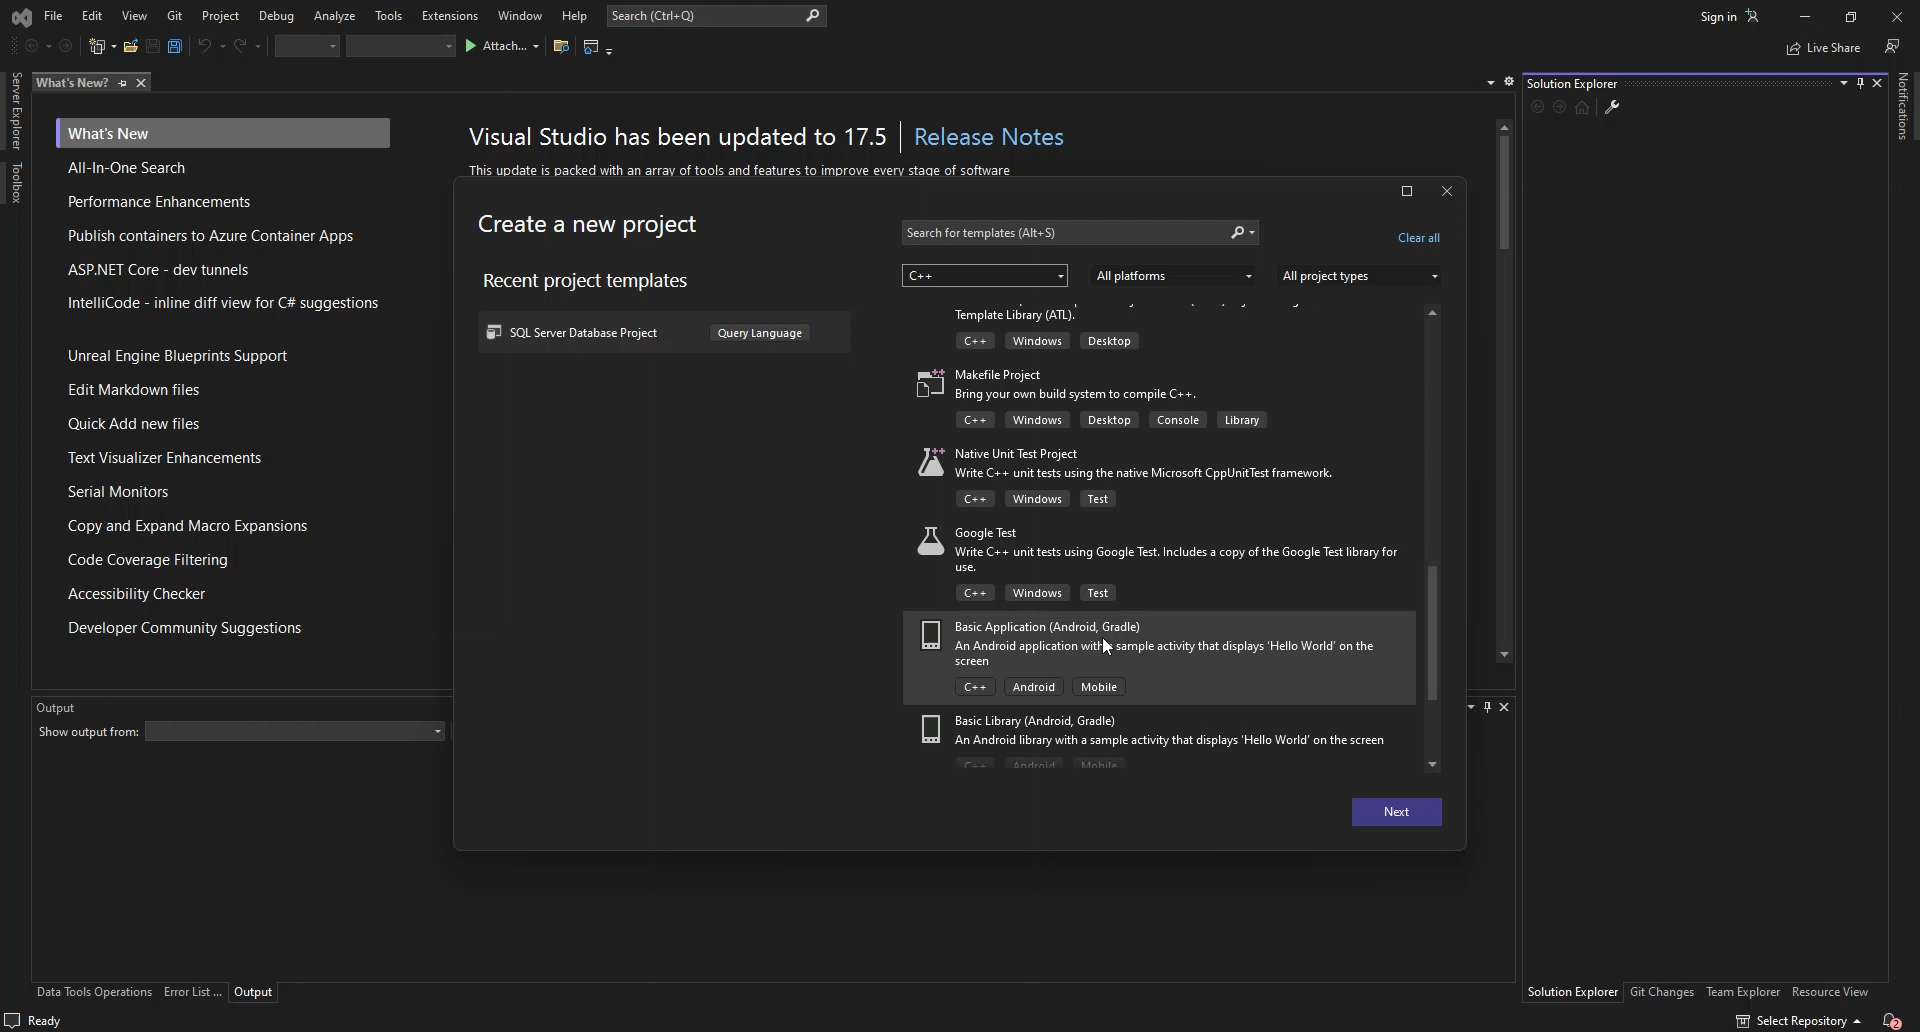 File Edit View Git Project Debug Analyze Tools Extensions Window Help Search (Ctrl+Q) Sign in
Attach... Live Share
Server Explorer
Toolbox
What's New?
What's New
All-In-One Search
Performance Enhancements
Publish containers to Azure Container Apps
ASP.NET Core - dev tunnels
IntelliCode - inline diff view for C# suggestions
Unreal Engine Blueprints Support
Edit Markdown files
Quick Add new files
Text Visualizer Enhancements
Serial Monitors
Copy and Expand Macro Expansions
Code Coverage Filtering
Accessibility Checker
Developer Community Suggestions
Visual Studio has been updated to 17.5 Release Notes
This update is packed with an array of tools and features to improve every stage of software
Create a new project
Recent project templates
SQL Server Database Project Query Language
Search for templates (Alt+S)
Clear all
C++ All platforms All project types
Template Library (ATL).
C++ Windows Desktop
Makefile Project
Bring your own build system to compile C++.
C++ Windows Desktop Console Library
Native Unit Test Project
Write C++ unit tests using the native Microsoft CppUnitTest framework.
C++ Windows Test
Google Test
Write C++ unit tests using Google Test. Includes a copy of the Google Test library for
use.
C++ Windows Test
Basic Application (Android, Gradle)
An Android application with sample activity that displays 'Hello World' on the
screen
C++ Android Mobile
Basic Library (Android, Gradle)
An Android library with a sample activity that displays 'Hello World' on the screen
C++ Android Mobile
Next
Solution Explorer
Notifications
Output
Show output from:
Data Tools Operations Error List ... Output
Solution Explorer Git Changes Team Explorer Resource View
Ready
Select Repository 2